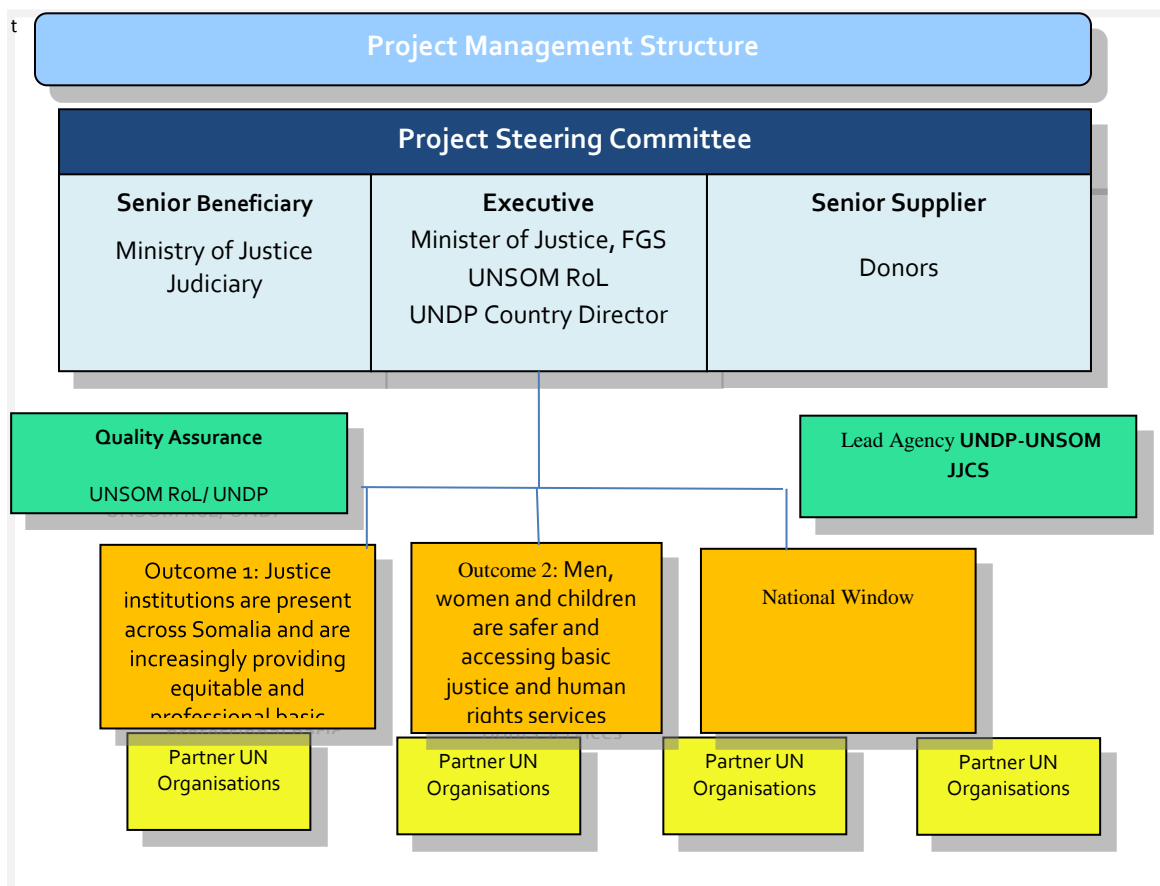 t
Project Management Structure
Project Steering Committee
Senior Beneficiary
Ministry of Justice
Judiciary
Executive
Minister of Justice, FGS
UNSOM RoL
UNDP Country Director
Senior Supplier
Donors
Quality Assurance
UNSOM RoL/ UNDP
Lead Agency UNDP-UNSOM
JJCS
Outcome 1: Justice
institutions are present
across Somalia and are
increasingly providing
equitable and
professional basic
Outcome 2: Men,
women and children
are safer and
accessing basic
justice and human
rights services
National Window
Partner UN
Organisations
Partner UN
Organisations
Partner UN
Organisations
Partner UN
Organisations